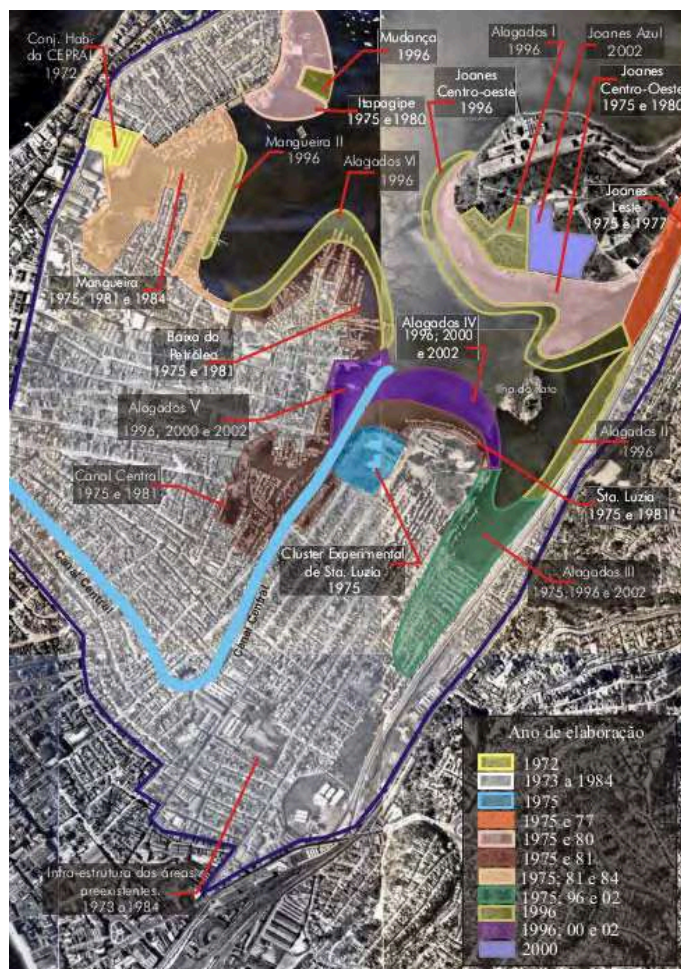 Conj. Hab.
da CEPRAL
1972
Mudança
1996
Itapagipe
1975 e1980
Mangueira II
1996
Alagados VI
1996
Joanes
Centro-oeste
1996
Alagados I
1996
Joanes Azul
2002
Joanes
Centro-Oeste
1975 e 1980
Joanes
Leste
1975 e 1977
Mangueira
1975; 1981 e 1984
Baixa do
Petróleo
1975 e 1981
Alagados IV
1996; 2000
e 2002
Ilha do Rato
Alagados V
1996, 2000 e 2002
Alagados II
1996
Canal Central
1975 e 1981
Sta. Luzia
1975 e 1981
Cluster Experimental
de Sta. Luzia
1975
Alagados III
1975;1996 e 2002
Canal Central
Canal Central
Infra-estrutura das áreas
preexistentes.
1973 a1984
Ano de elaboração
1972
1973 a 1984
1975
1975 e 77
1975 e 80
1975 e 81
1975; 81 e 84
1975; 96 e 02
1996
1996; 00 e 02
2000